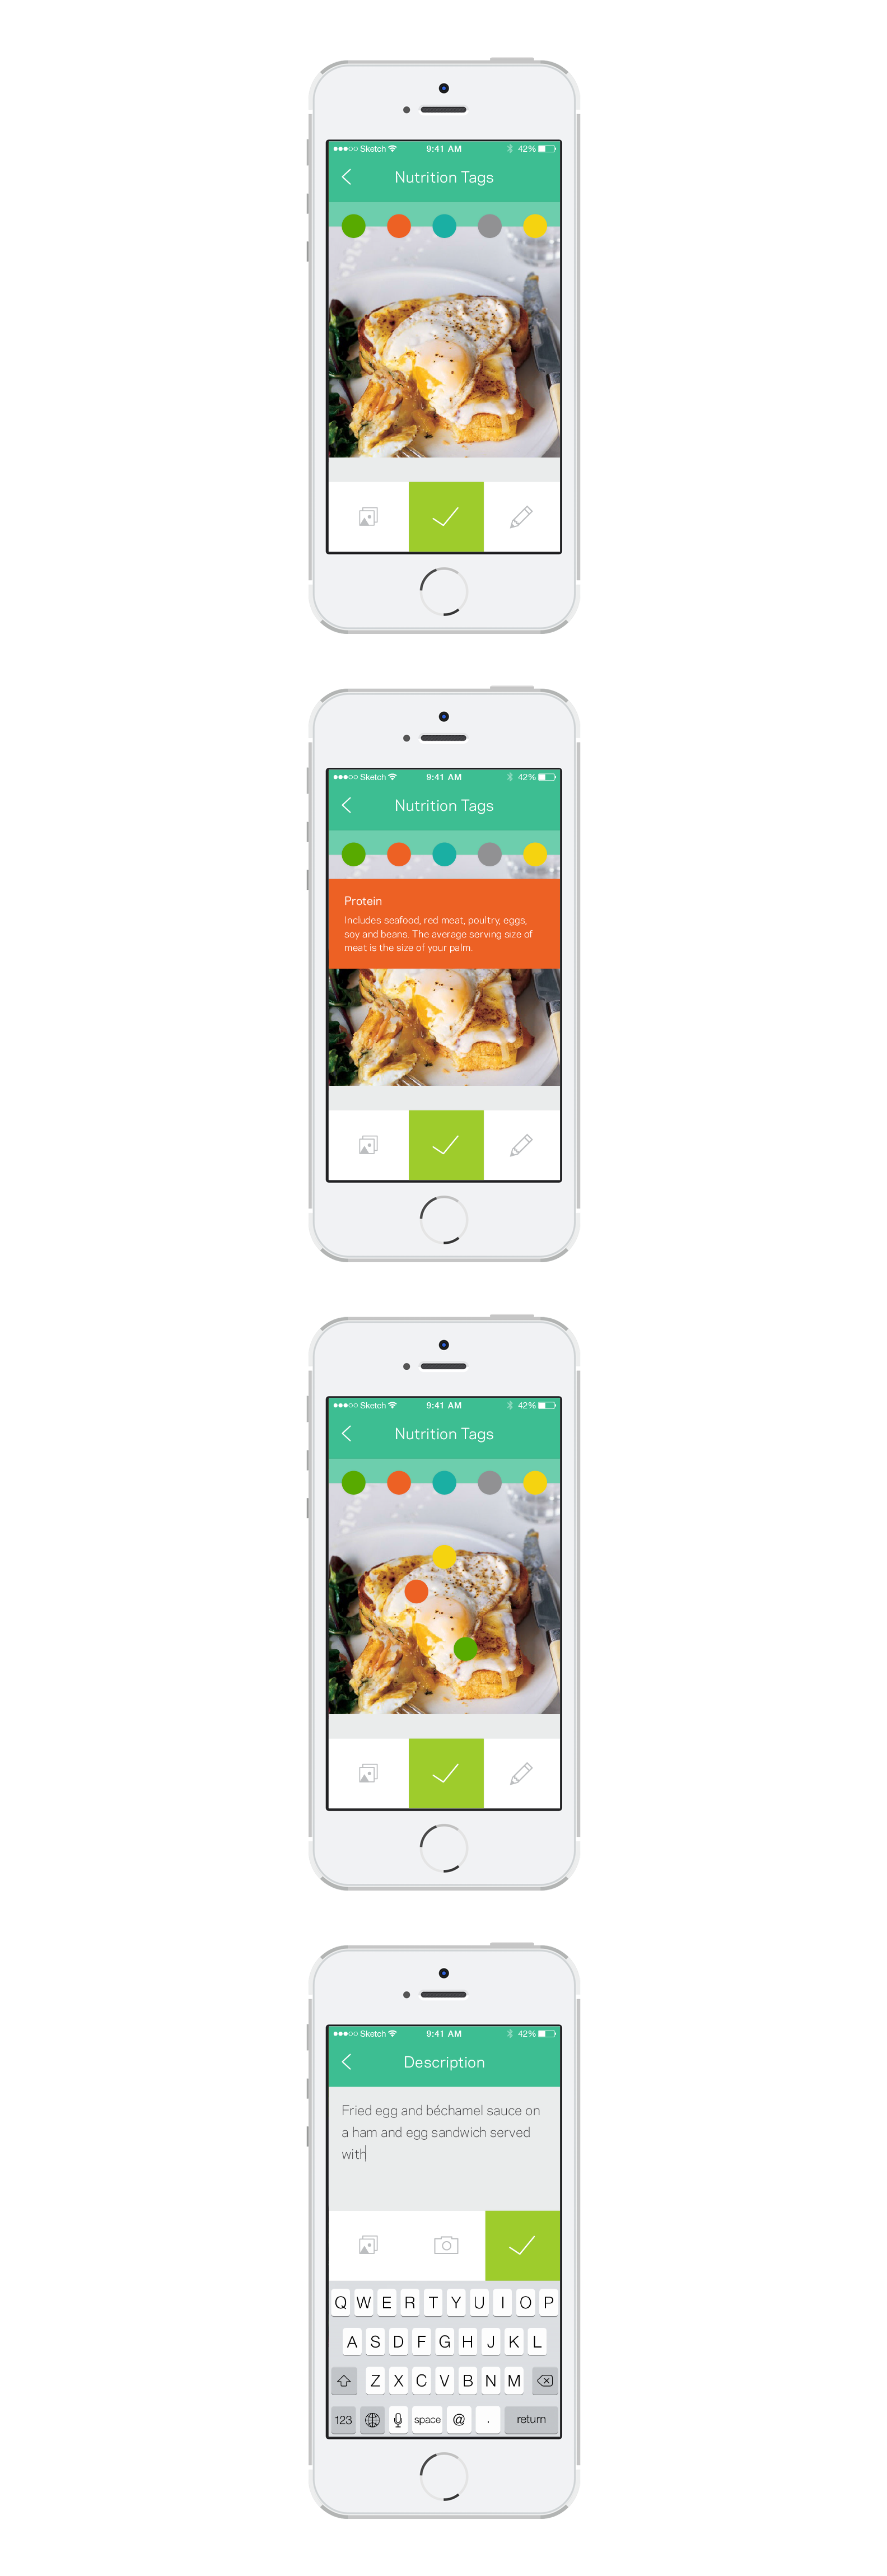 Sketch 9:41 AM 42%
Nutrition Tags
Sketch 9:41 AM 42%
Nutrition Tags
Protein
Includes seafood, red meat, poultry, eggs,
soy and beans. The average serving size of
meat is the size of your palm.
Sketch 9:41 AM 42%
Nutrition Tags
Sketch 9:41 AM 42%
Description
Fried egg and béchamel sauce on
a ham and egg sandwich served
with
Q W E R T Y U I O P
A S D F G H J K L
Z X C V B N M
123 space @ . return